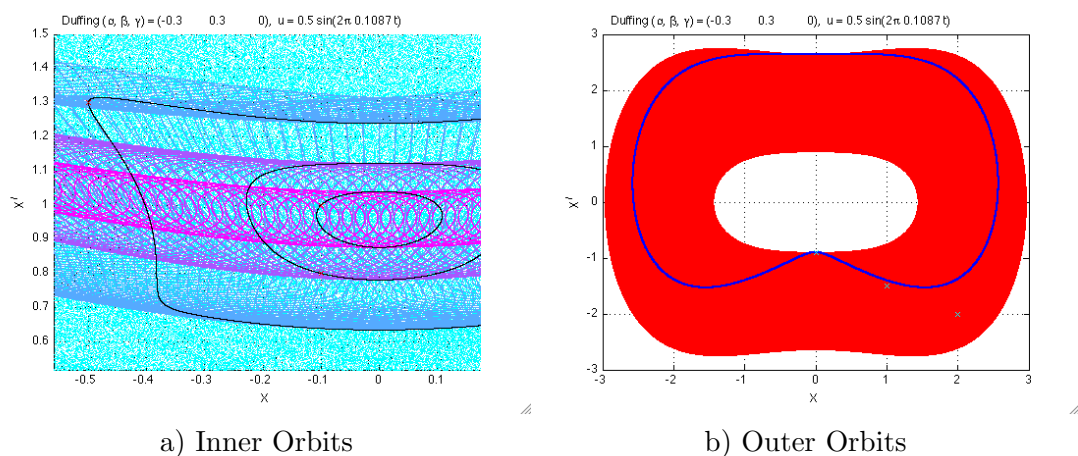 Duffing (α, β, γ) = (-0.3 0.3 0), u = 0.5 sin(2π 0.1087 t)
1.5
1.4
1.3
1.2
1.1
1
0.9
0.8
0.7
0.6
x'
-0.5 -0.4 -0.3 -0.2 -0.1 0 0.1
x
a) Inner Orbits
Duffing (α, β, γ) = (-0.3 0.3 0), u = 0.5 sin(2π 0.1087 t)
3
2
1
0
-1
-2
-3
x'
-3 -2 -1 0 1 2 3
x
b) Outer Orbits